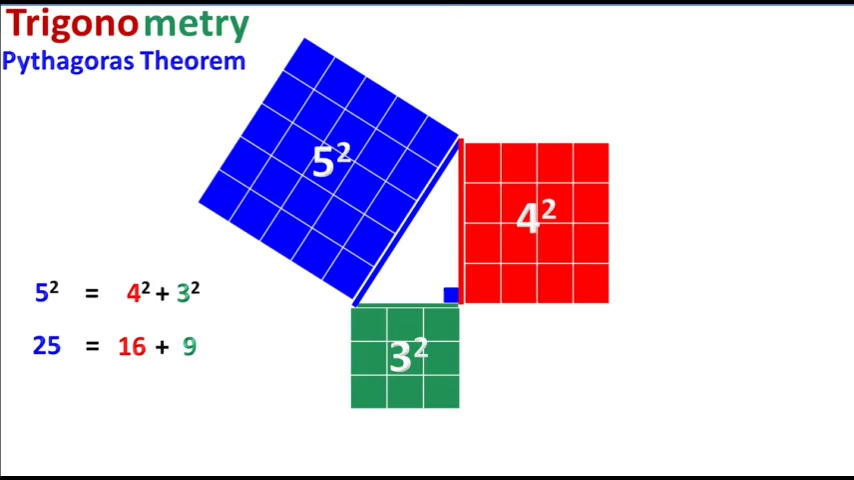 Trigonometry
Pythagoras Theorem
5²
4²
5² = 4² + 3²
25 = 16 + 9
3²